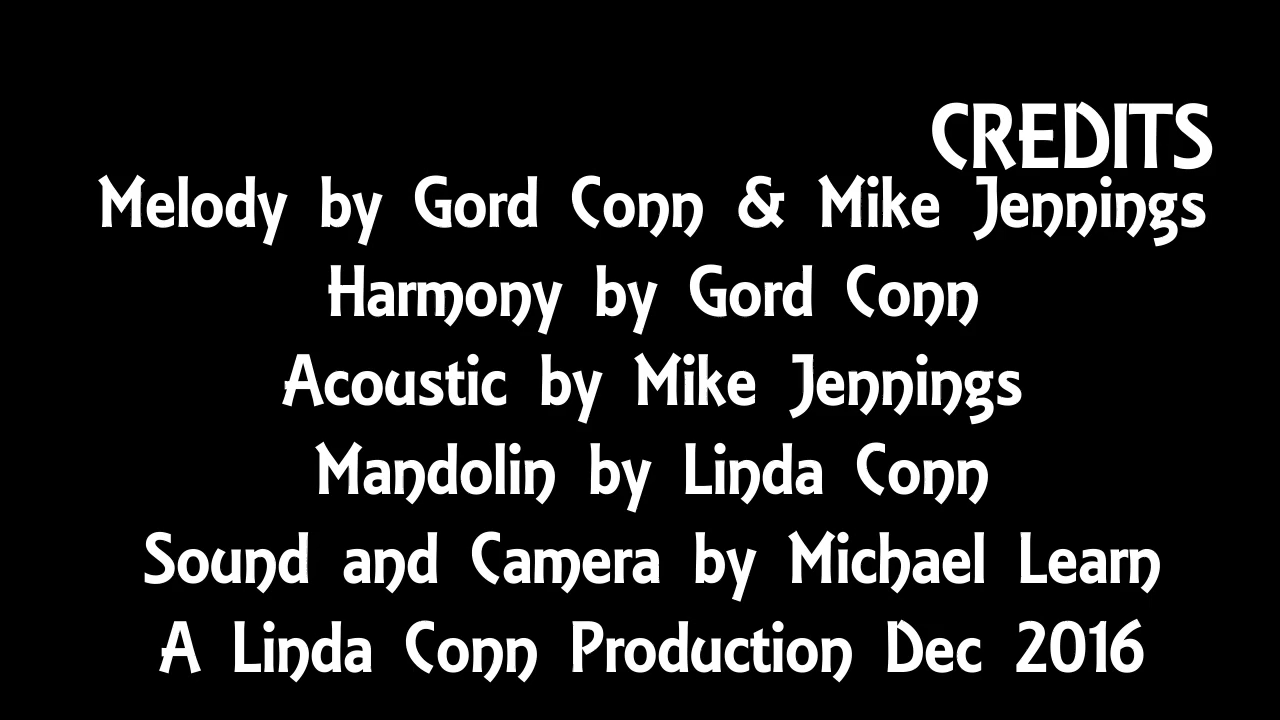 CREDITS
Melody by Gord Conn & Mike Jennings
Harmony by Gord Conn
Acoustic by Mike Jennings
Mandolin by Linda Conn
Sound and Camera by Michael Learn
A Linda Conn Production Dec 2016